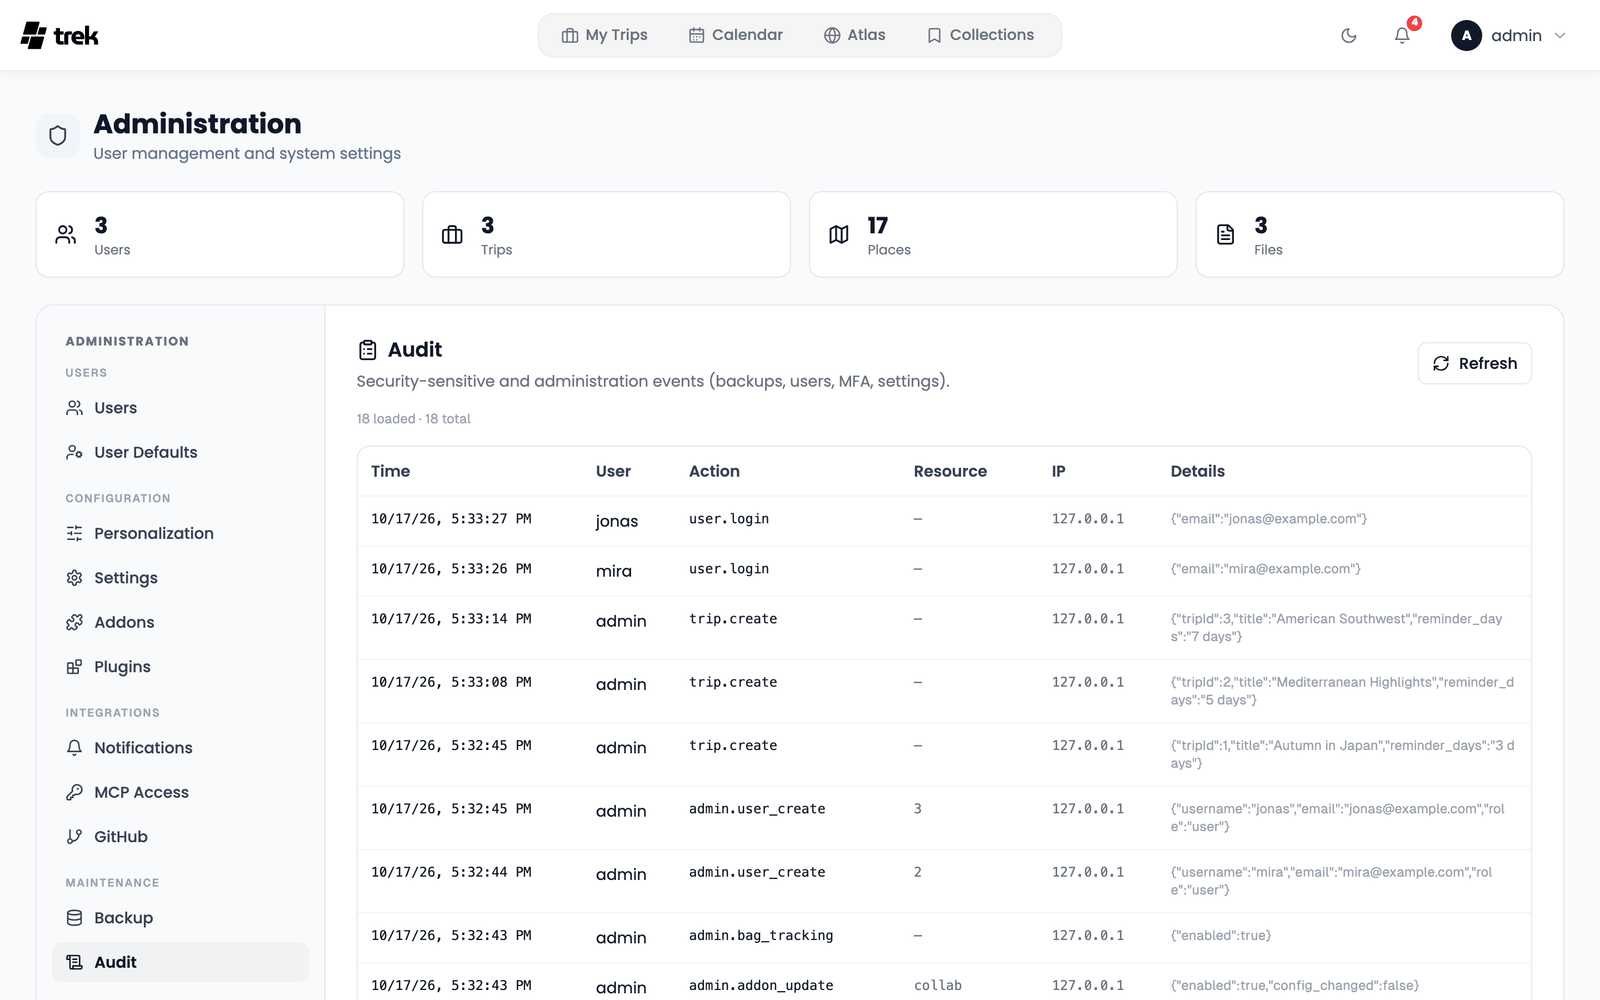 trek
My Trips
Calendar
Atlas
Collections
4
A
admin
Administration
User management and system settings
3
Users
3
Trips
17
Places
3
Files
ADMINISTRATION
USERS
Users
User Defaults
CONFIGURATION
Personalization
Settings
Addons
Plugins
INTEGRATIONS
Notifications
MCP Access
GitHub
MAINTENANCE
Backup
Audit
Audit
Security-sensitive and administration events (backups, users, MFA, settings).
Refresh
18 loaded · 18 total
Time User Action Resource IP Details
10/17/26, 5:33:27 PM jonas user.login — 127.0.0.1 {"email":"jonas@example.com"}
10/17/26, 5:33:26 PM mira user.login — 127.0.0.1 {"email":"mira@example.com"}
10/17/26, 5:33:14 PM admin trip.create — 127.0.0.1 {"tripId":3,"title":"American Southwest","reminder_day
s":"7 days"}
10/17/26, 5:33:08 PM admin trip.create — 127.0.0.1 {"tripId":2,"title":"Mediterranean Highlights","reminder_d
ays":"5 days"}
10/17/26, 5:32:45 PM admin trip.create — 127.0.0.1 {"tripId":1,"title":"Autumn in Japan","reminder_days":"3 d
ays"}
10/17/26, 5:32:45 PM admin admin.user_create 3 127.0.0.1 {"username":"jonas","email":"jonas@example.com","rol
e":"user"}
10/17/26, 5:32:44 PM admin admin.user_create 2 127.0.0.1 {"username":"mira","email":"mira@example.com","rol
e":"user"}
10/17/26, 5:32:43 PM admin admin.bag_tracking — 127.0.0.1 {"enabled":true}
10/17/26, 5:32:43 PM admin admin.addon_update collab 127.0.0.1 {"enabled":true,"config_changed":false}